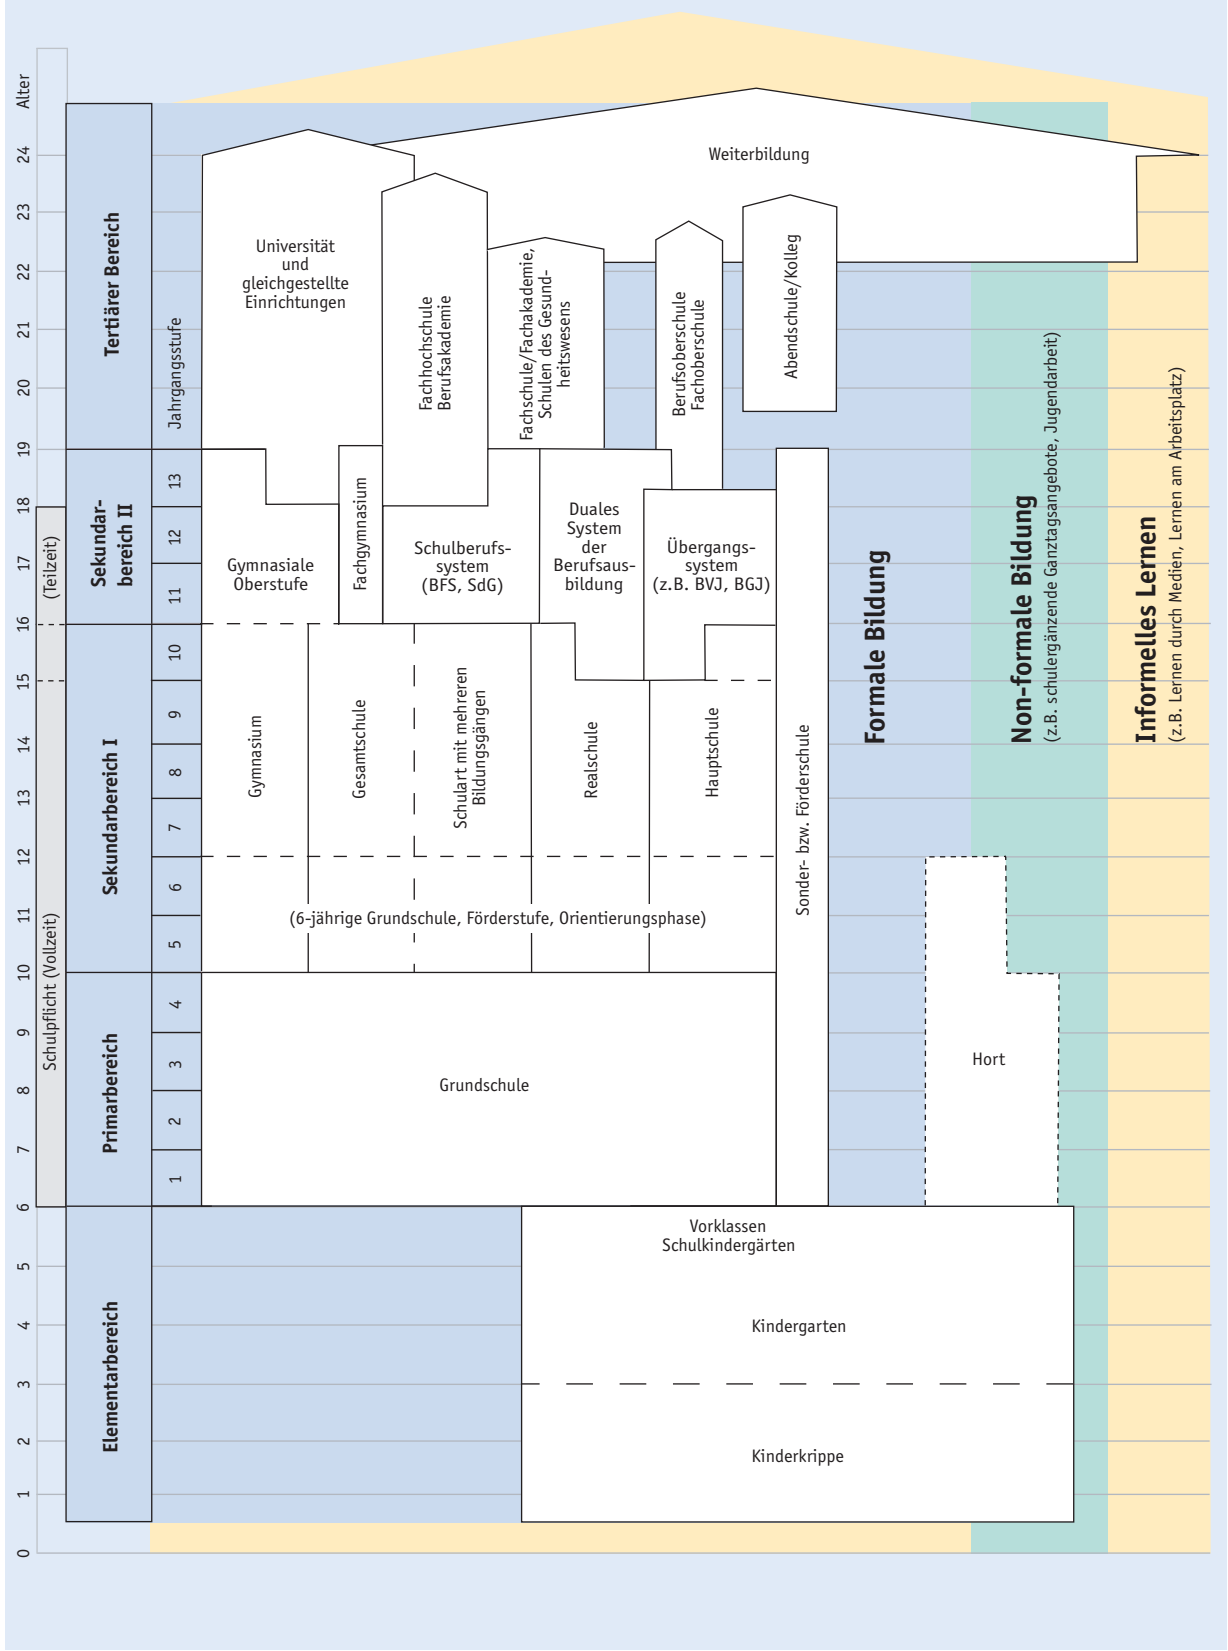 Alter
24
23
22
21
20
19
18
17
16
15
14
13
12
11
10
9
8
7
6
5
4
3
2
1
0
(Teilzeit)
Schulpflicht (Vollzeit)
Tertiärer Bereich
Sekundar-
bereich II
Sekundarbereich I
Primarbereich
Elementarbereich
Jahrgangsstufe
13
12
11
10
9
8
7
6
5
4
3
2
1
Weiterbildung
Universität
und
gleichgestellte
Einrichtungen
Fachhochschule
Berufsakademie
Fachschule/Fachakademie,
Schulen des Gesund-
heitswesens
Berufsoberschule
Fachoberschule
Abendschule/Kolleg
Gymnasiale
Oberstufe
Fachgymnasium
Schulberufs-
system
(BFS, SdG)
Duales
System
der
Berufsaus-
bildung
Übergangs-
system
(z.B. BVJ, BGJ)
Gymnasium
Gesamtschule
Schulart mit mehreren
Bildungsgängen
Realschule
Hauptschule
Sonder- bzw. Förderschule
(6-jährige Grundschule, Förderstufe, Orientierungsphase)
Grundschule
Hort
Vorklassen
Schulkindergärten
Kindergarten
Kinderkrippe
Formale Bildung
Non-formale Bildung
(z.B. schulergänzende Ganztagsangebote, Jugendarbeit)
Informelles Lernen
(z.B. Lernen durch Medien, Lernen am Arbeitsplatz)